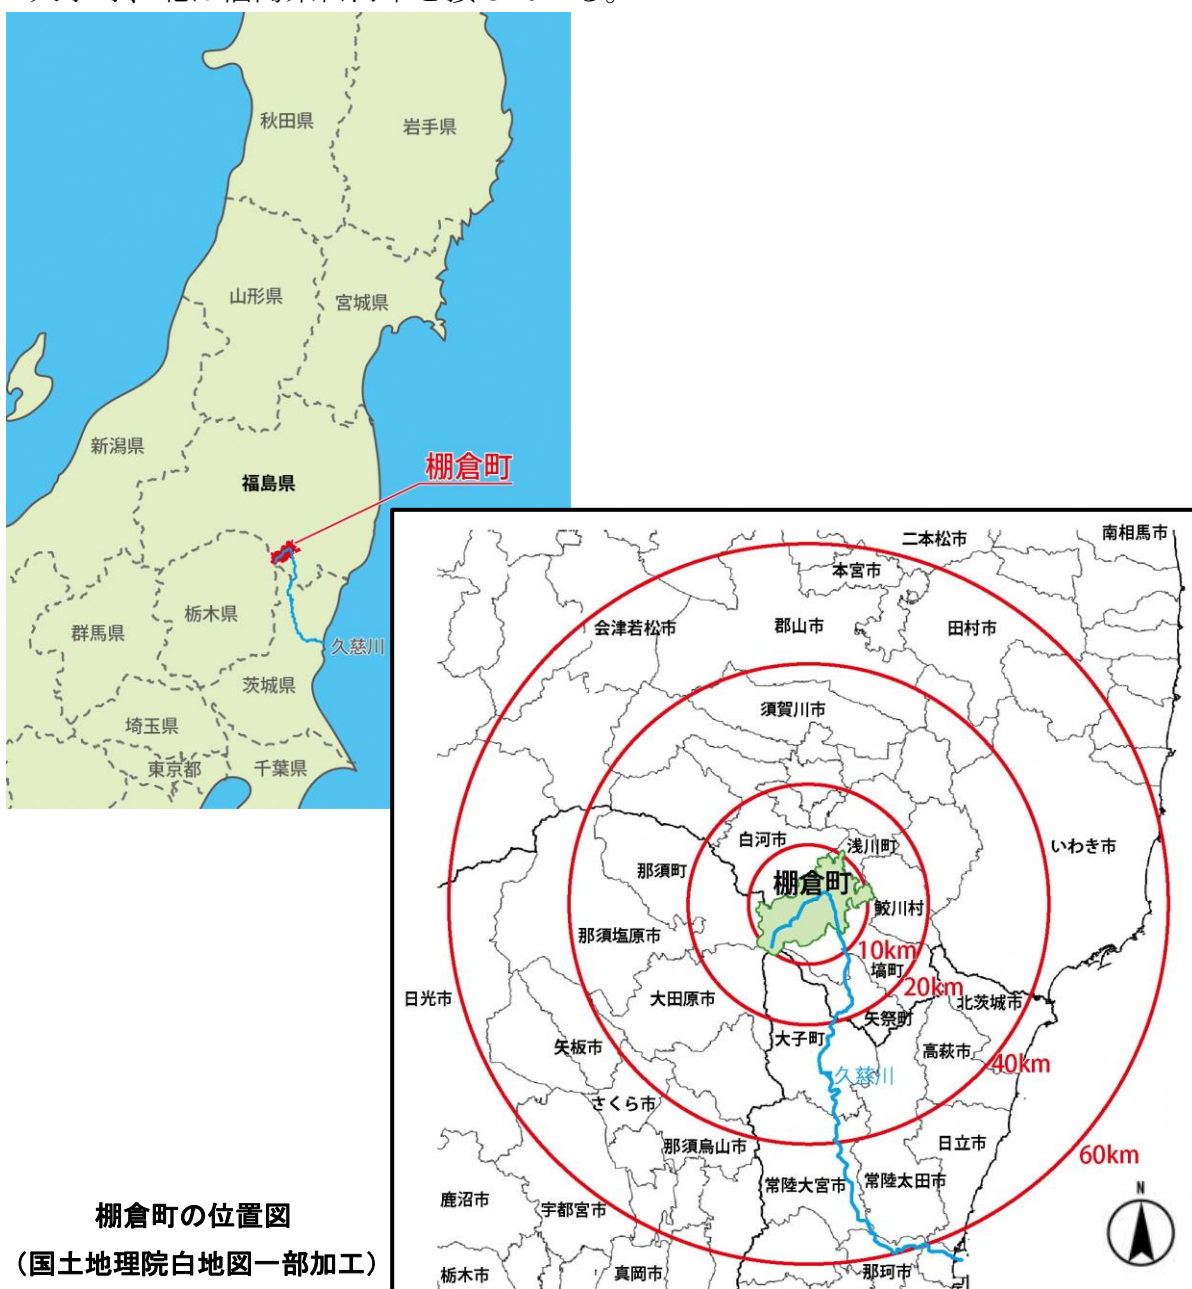 秋田県
岩手県
山形県
宮城県
新潟県
福島県
棚倉町
栃木県
群馬県
久慈川
茨城県
埼玉県
東京都
千葉県
南相馬市
二本松市
本宮市
会津若松市
郡山市
田村市
須賀川市
白河市
浅川町
いわき市
那須町
棚倉町
鮫川村
那須塩原市
10km
塙町
20km
日光市
大田原市
北茨城市
矢祭町
大子町
矢板市
高萩市
40km
久慈川
さくら市
那須烏山市
日立市
60km
常陸大宮市
常陸太田市
鹿沼市
宇都宮市
N
栃木市
真岡市
那珂市
棚倉町の位置図
（国土地理院白地図一部加工）